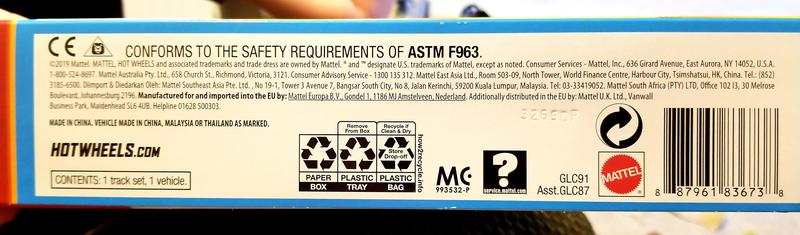 CE CONFORMS TO THE SAFETY REQUIREMENTS OF ASTM F963.
©2019 Mattel. MATTEL, HOT WHEELS and associated trademarks and trade dress are owned by Mattel. ® and ™ designate U.S. trademarks of Mattel, except as noted. Consumer Services - Mattel, Inc., 636 Girard Avenue, East Aurora, NY 14052, U.S.A.
1-800-524-8697. Mattel Australia Pty. Ltd., 658 Church St., Richmond, Victoria, 3121. Consumer Advisory Service - 1300 135 312. Mattel East Asia Ltd., Room 503-09, North Tower, World Finance Centre, Harbour City, Tsimshatsui, HK, China. Tel.: (852)
3185-6500. Diimport & Diedarkan Oleh: Mattel Southeast Asia Pte. Ltd., No 19-1, Tower 3 Avenue 7, Bangsar South City, No 8, Jalan Kerinchi, 59200 Kuala Lumpur, Malaysia. Tel: 03-33419052. Mattel South Africa (PTY) LTD, Office 102 I3, 30 Melrose
Boulevard, Johannesburg 2196. Manufactured for and imported into the EU by: Mattel Europa B.V., Gondel 1, 1186 MJ Amstelveen, Nederland. Additionally distributed in the EU by: Mattel U.K. Ltd., Vanwall
Business Park, Maidenhead SL6 4UB. Helpline 01628 500303.
MADE IN CHINA. VEHICLE MADE IN CHINA, MALAYSIA OR THAILAND AS MARKED.
HOTWHEELS.COM
CONTENTS: 1 track set, 1 vehicle.
Remove From Box
Recycle if Clean & Dry
Store Drop-off
PAPER
BOX
PLASTIC
TRAY
PLASTIC
BAG
how2recycle.info
MC
993532-P
?
service.mattel.com
GLC91
Asst.GLC87
MATTEL
8 87961 83673 8